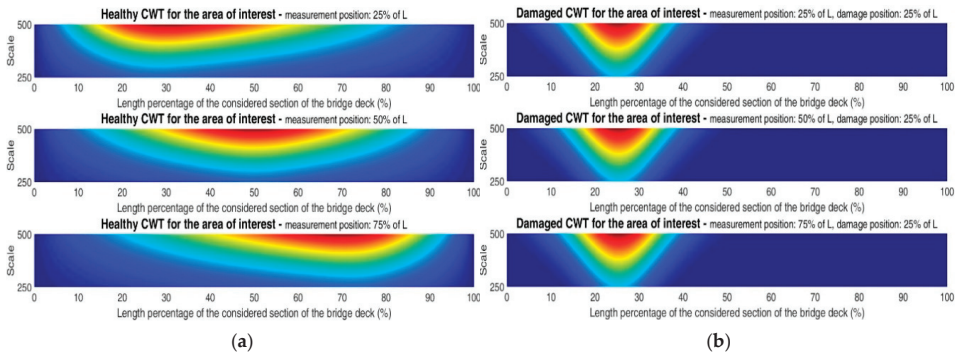 Healthy CWT for the area of interest - measurement position: 25% of L
Scale
500
250
0 10 20 30 40 50 60 70 80 90 100
Length percentage of the considered section of the bridge deck (%)
Healthy CWT for the area of interest - measurement position: 50% of L
Scale
500
250
0 10 20 30 40 50 60 70 80 90 100
Length percentage of the considered section of the bridge deck (%)
Healthy CWT for the area of interest - measurement position: 75% of L
Scale
500
250
0 10 20 30 40 50 60 70 80 90 100
Length percentage of the considered section of the bridge deck (%)
(a)
Damaged CWT for the area of interest - measurement position: 25% of L, damage position: 25% of L
Scale
500
250
0 10 20 30 40 50 60 70 80 90 100
Length percentage of the considered section of the bridge deck (%)
Damaged CWT for the area of interest - measurement position: 50% of L, damage position: 25% of L
Scale
500
250
0 10 20 30 40 50 60 70 80 90 100
Length percentage of the considered section of the bridge deck (%)
Damaged CWT for the area of interest - measurement position: 75% of L, damage position: 25% of L
Scale
500
250
0 10 20 30 40 50 60 70 80 90 100
Length percentage of the considered section of the bridge deck (%)
(b)